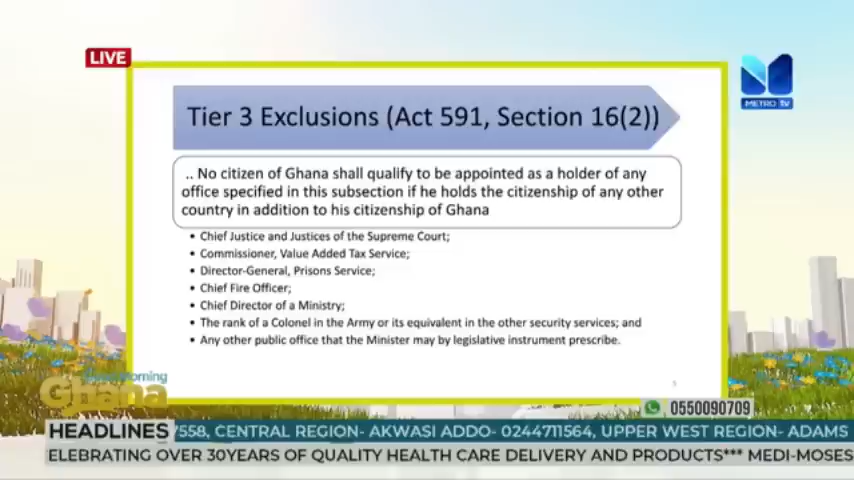 LIVE
METRO TV
Tier 3 Exclusions (Act 591, Section 16(2))
.. No citizen of Ghana shall qualify to be appointed as a holder of any
office specified in this subsection if he holds the citizenship of any other
country in addition to his citizenship of Ghana
• Chief Justice and Justices of the Supreme Court;
• Commissioner, Value Added Tax Service;
• Director-General, Prisons Service;
• Chief Fire Officer;
• Chief Director of a Ministry;
• The rank of a Colonel in the Army or its equivalent in the other security services; and
• Any other public office that the Minister may by legislative instrument prescribe.
Morning
Ghana
0550090709
HEADLINES
7558, CENTRAL REGION- AKWASI ADDO- 0244711564, UPPER WEST REGION- ADAMS
ELEBRATING OVER 30YEARS OF QUALITY HEALTH CARE DELIVERY AND PRODUCTS*** MEDI-MOSES